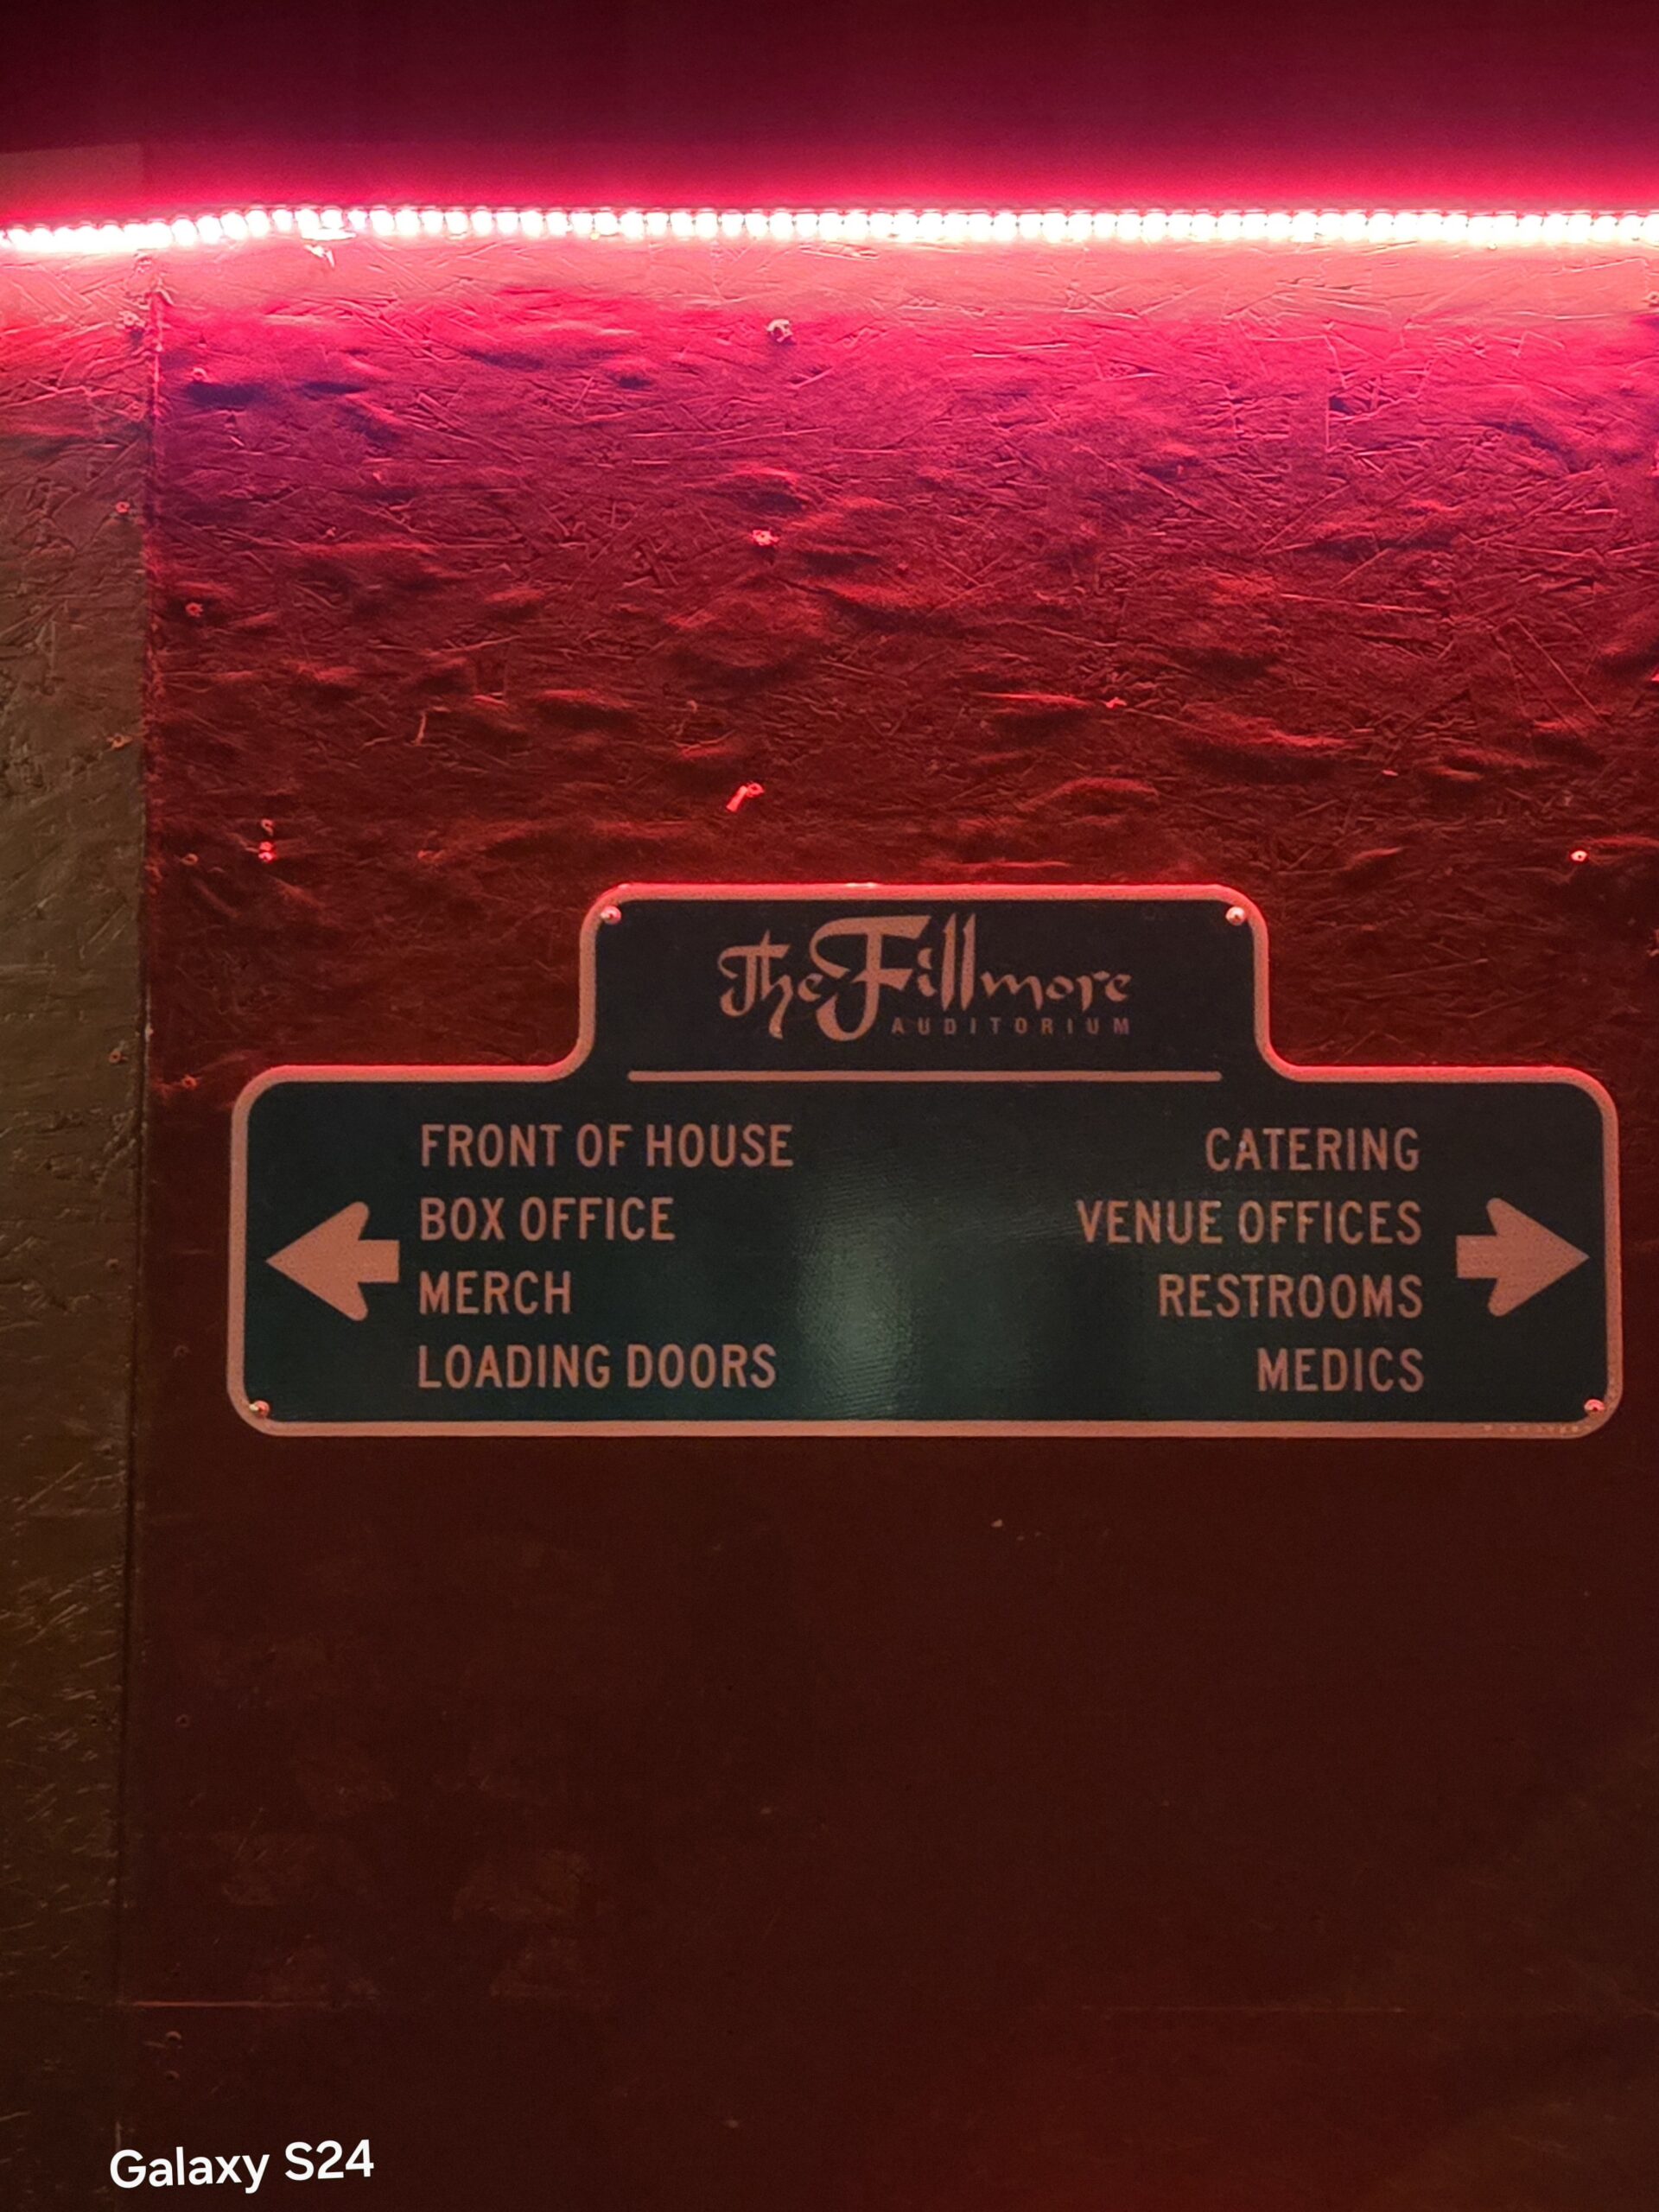 The Fillmore
AUDITORIUM
FRONT OF HOUSE
BOX OFFICE
MERCH
LOADING DOORS
CATERING
VENUE OFFICES
RESTROOMS
MEDICS
Galaxy S24